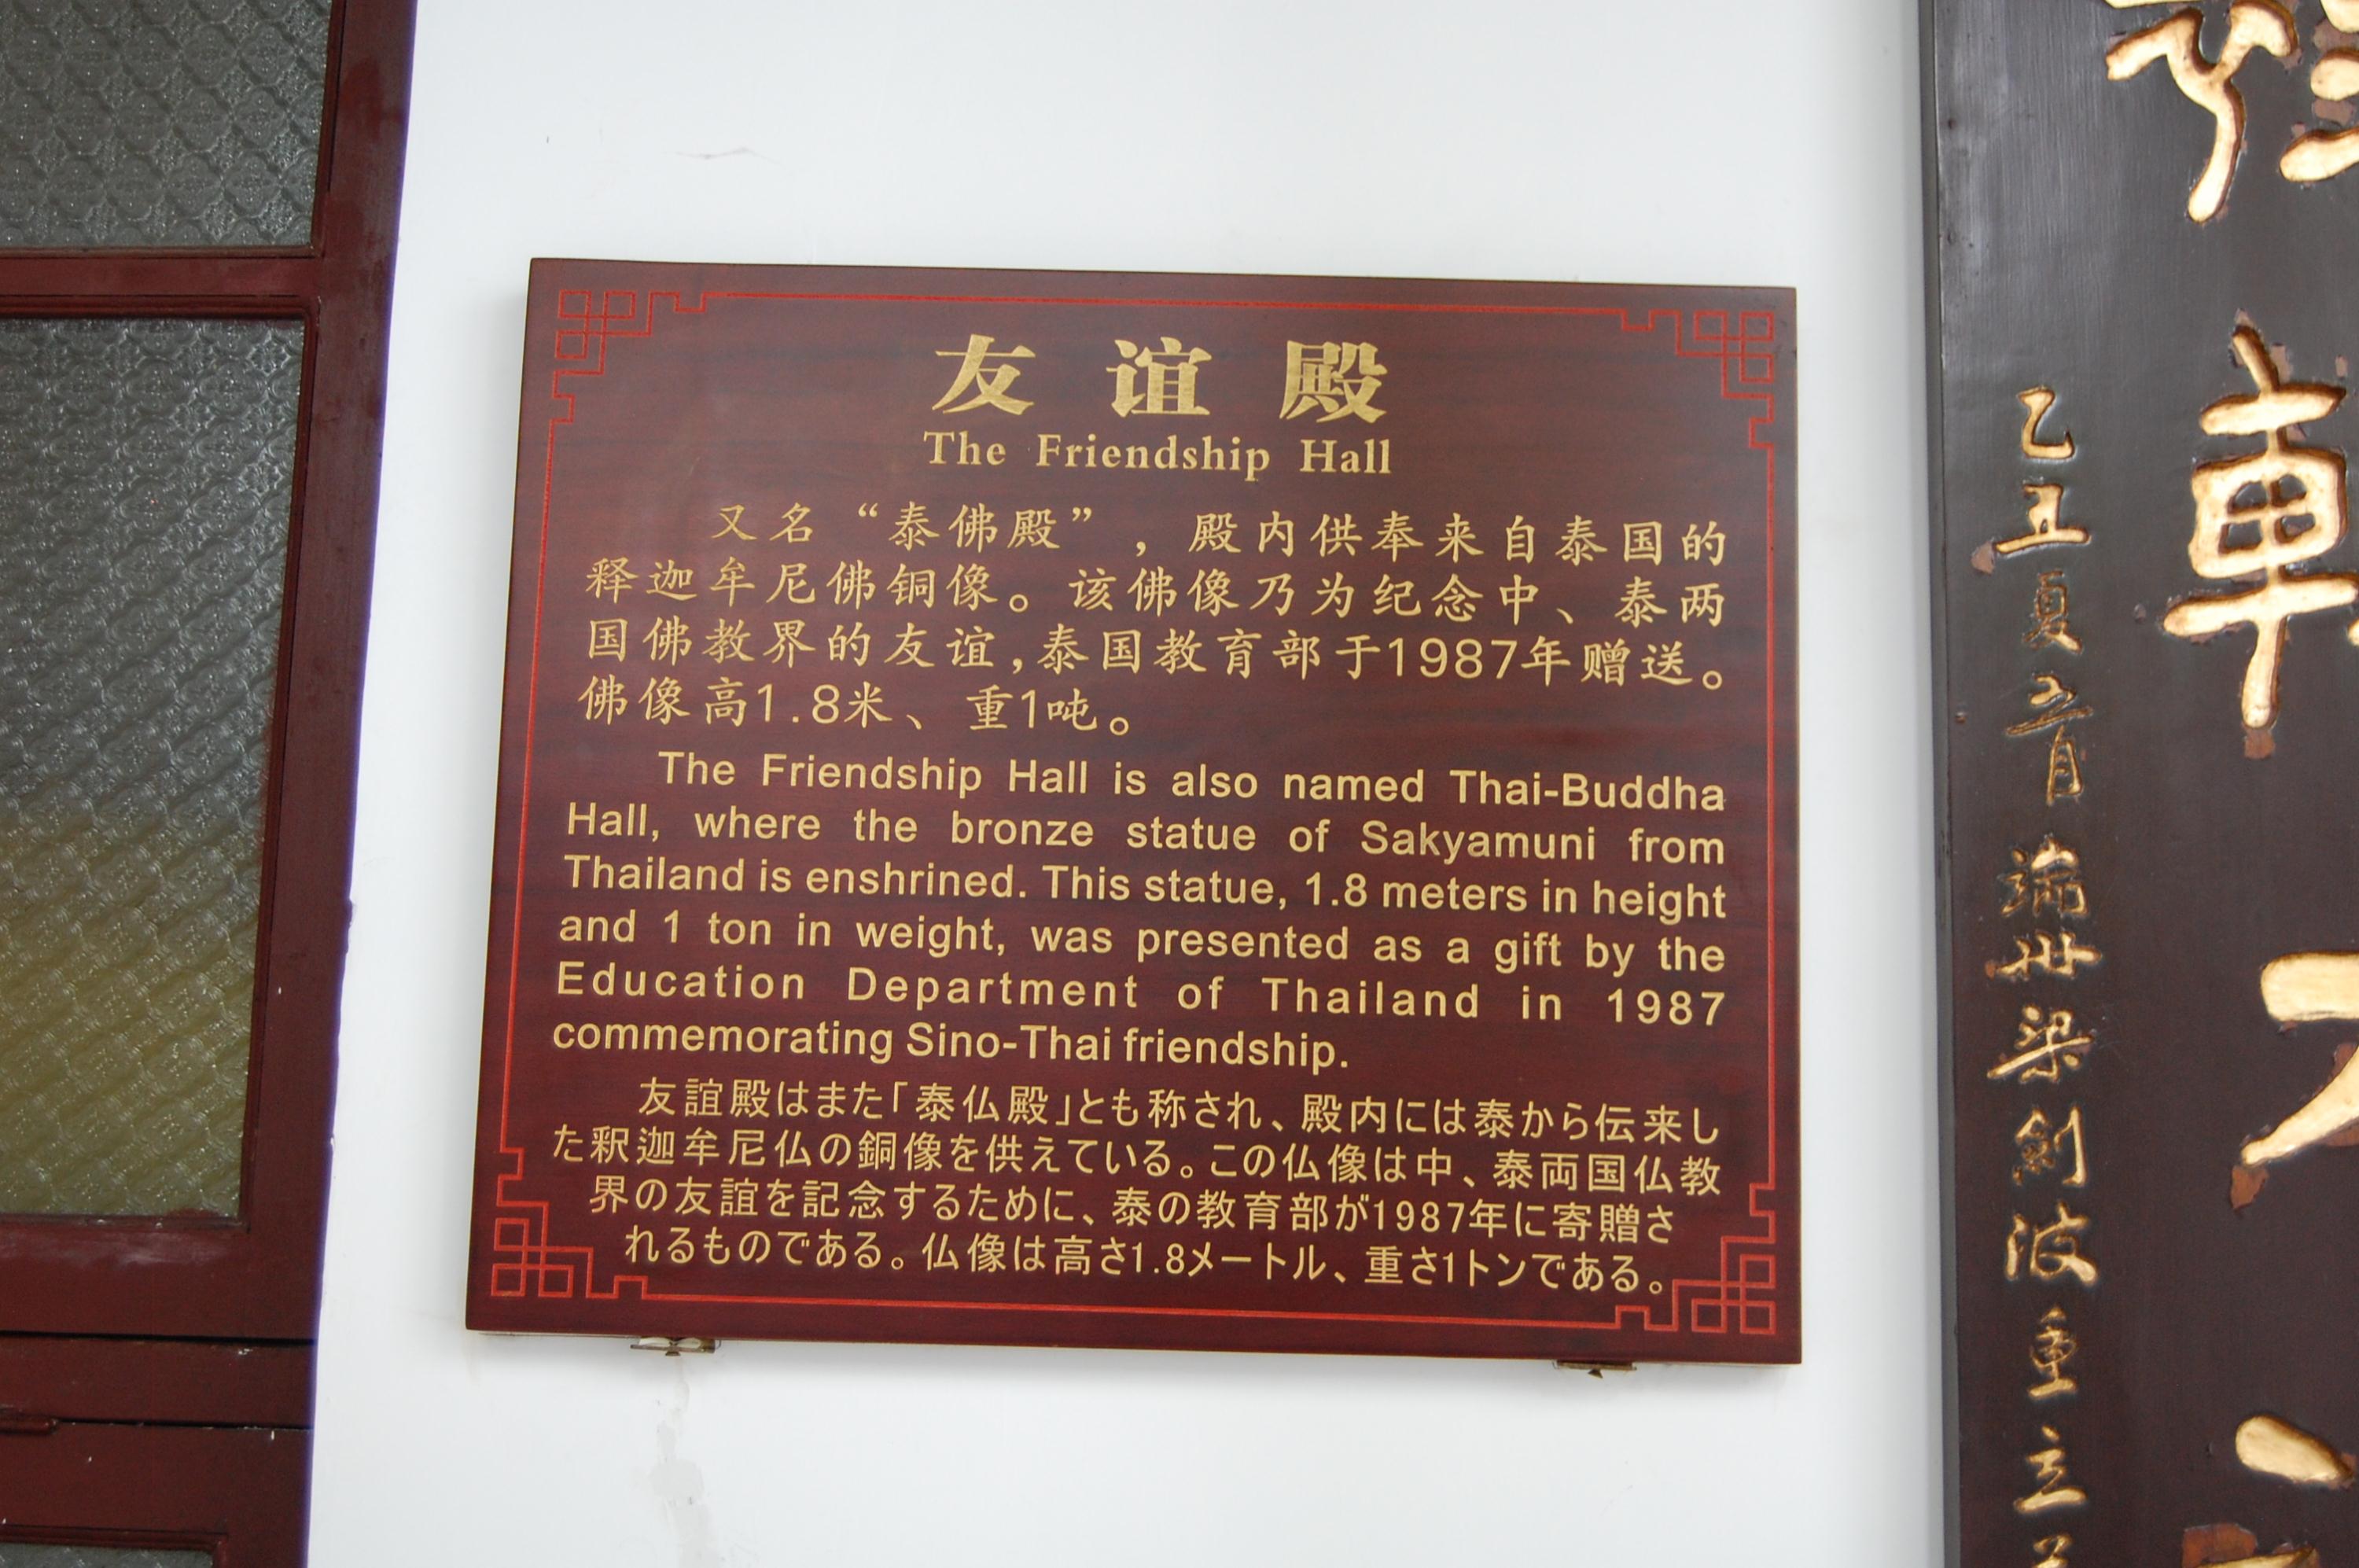 友谊殿
The Friendship Hall
又名“泰佛殿”，殿内供奉来自泰国的
释迦牟尼佛铜像。该佛像乃为纪念中、泰两
国佛教界的友谊,泰国教育部于1987年赠送。
佛像高1.8米、重1吨。
The Friendship Hall is also named Thai-Buddha
Hall, where the bronze statue of Sakyamuni from
Thailand is enshrined. This statue, 1.8 meters in height
and 1 ton in weight, was presented as a gift by the
Education Department of Thailand in 1987
commemorating Sino-Thai friendship.
友誼殿はまた「泰仏殿」とも称され、殿内には泰から伝来し
た釈迦牟尼仏の銅像を供えている。この仏像は中、泰両国仏教
界の友誼を記念するために、泰の教育部が1987年に寄贈さ
れるものである。仏像は高さ1.8メートル、重さ1トンである。
車
乙丑夏五月端州梁劍波重立